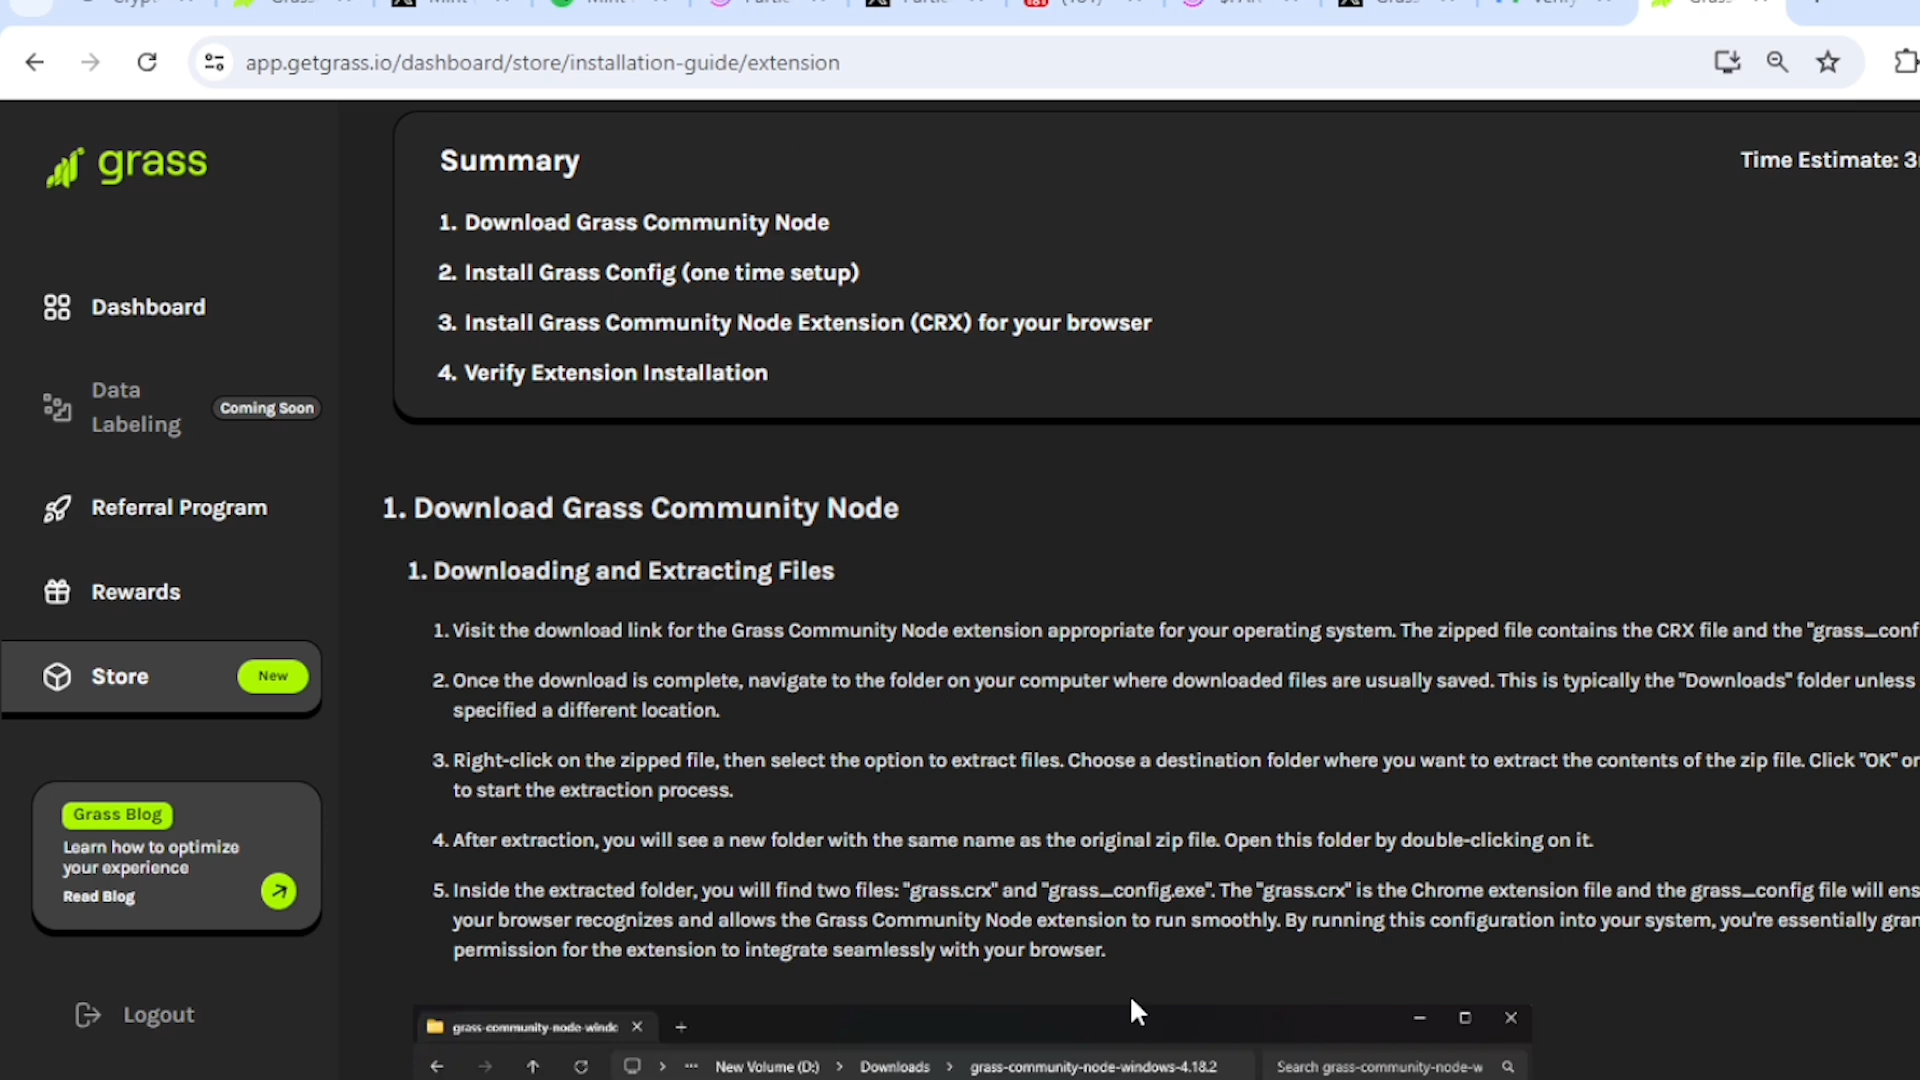 app.getgrass.io/dashboard/store/installation-guide/extension
grass
Dashboard
Data
Labeling
Coming Soon
Referral Program
Rewards
Store
New
Grass Blog
Learn how to optimize
your experience
Read Blog
Logout
Summary
Time Estimate:
1. Download Grass Community Node
2. Install Grass Config (one time setup)
3. Install Grass Community Node Extension (CRX) for your browser
4. Verify Extension Installation
1. Download Grass Community Node
1. Downloading and Extracting Files
1. Visit the download link for the Grass Community Node extension appropriate for your operating system. The zipped file contains the CRX file and the "grass_conf
2. Once the download is complete, navigate to the folder on your computer where downloaded files are usually saved. This is typically the "Downloads" folder unless
specified a different location.
3. Right-click on the zipped file, then select the option to extract files. Choose a destination folder where you want to extract the contents of the zip file. Click "OK" or
to start the extraction process.
4. After extraction, you will see a new folder with the same name as the original zip file. Open this folder by double-clicking on it.
5. Inside the extracted folder, you will find two files: "grass.crx" and "grass_config.exe". The "grass.crx" is the Chrome extension file and the grass_config file will ens
your browser recognizes and allows the Grass Community Node extension to run smoothly. By running this configuration into your system, you're essentially gran
permission for the extension to integrate seamlessly with your browser.
grass-community-node-windc
New Volume (D:) > Downloads > grass-community-node-windows-4.18.2
Search grass-community-node-w